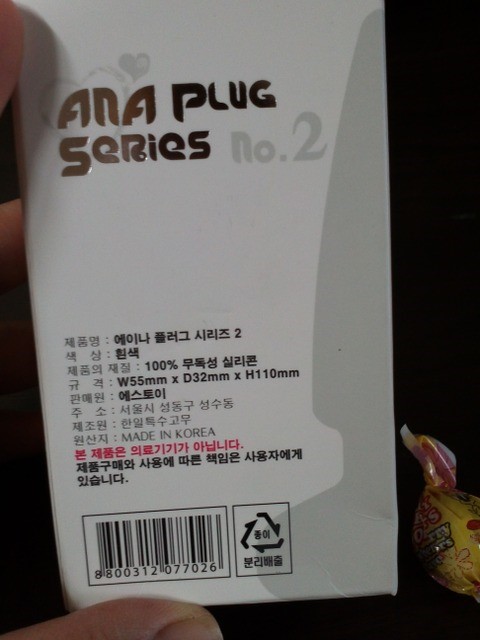 ANA PLUG
SERIES no.2
제품명 : 에이나 플러그 시리즈 2
색 상 : 흰색
제품의 재질 : 100% 무독성 실리콘
규 격 : W55mm x D32mm x H110mm
판매원 : 에스토이
주 소 : 서울시 성동구 성수동
제조원 : 한일특수고무
원산지 : MADE IN KOREA
본 제품은 의료기기가 아닙니다.
제품구매와 사용에 따른 책임은 사용자에게
있습니다.
8 800312 077026
종이
분리배출